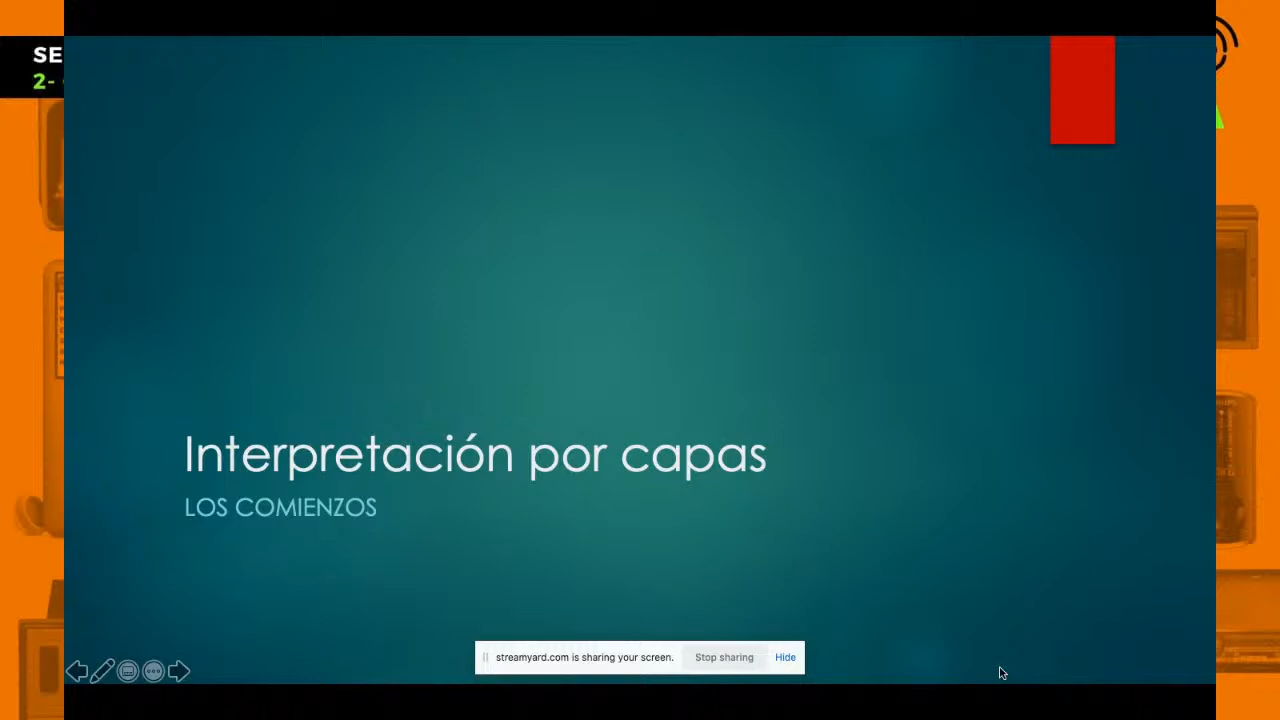 SE
2-
Interpretación por capas
LOS COMIENZOS
streamyard.com is sharing your screen. Stop sharing Hide